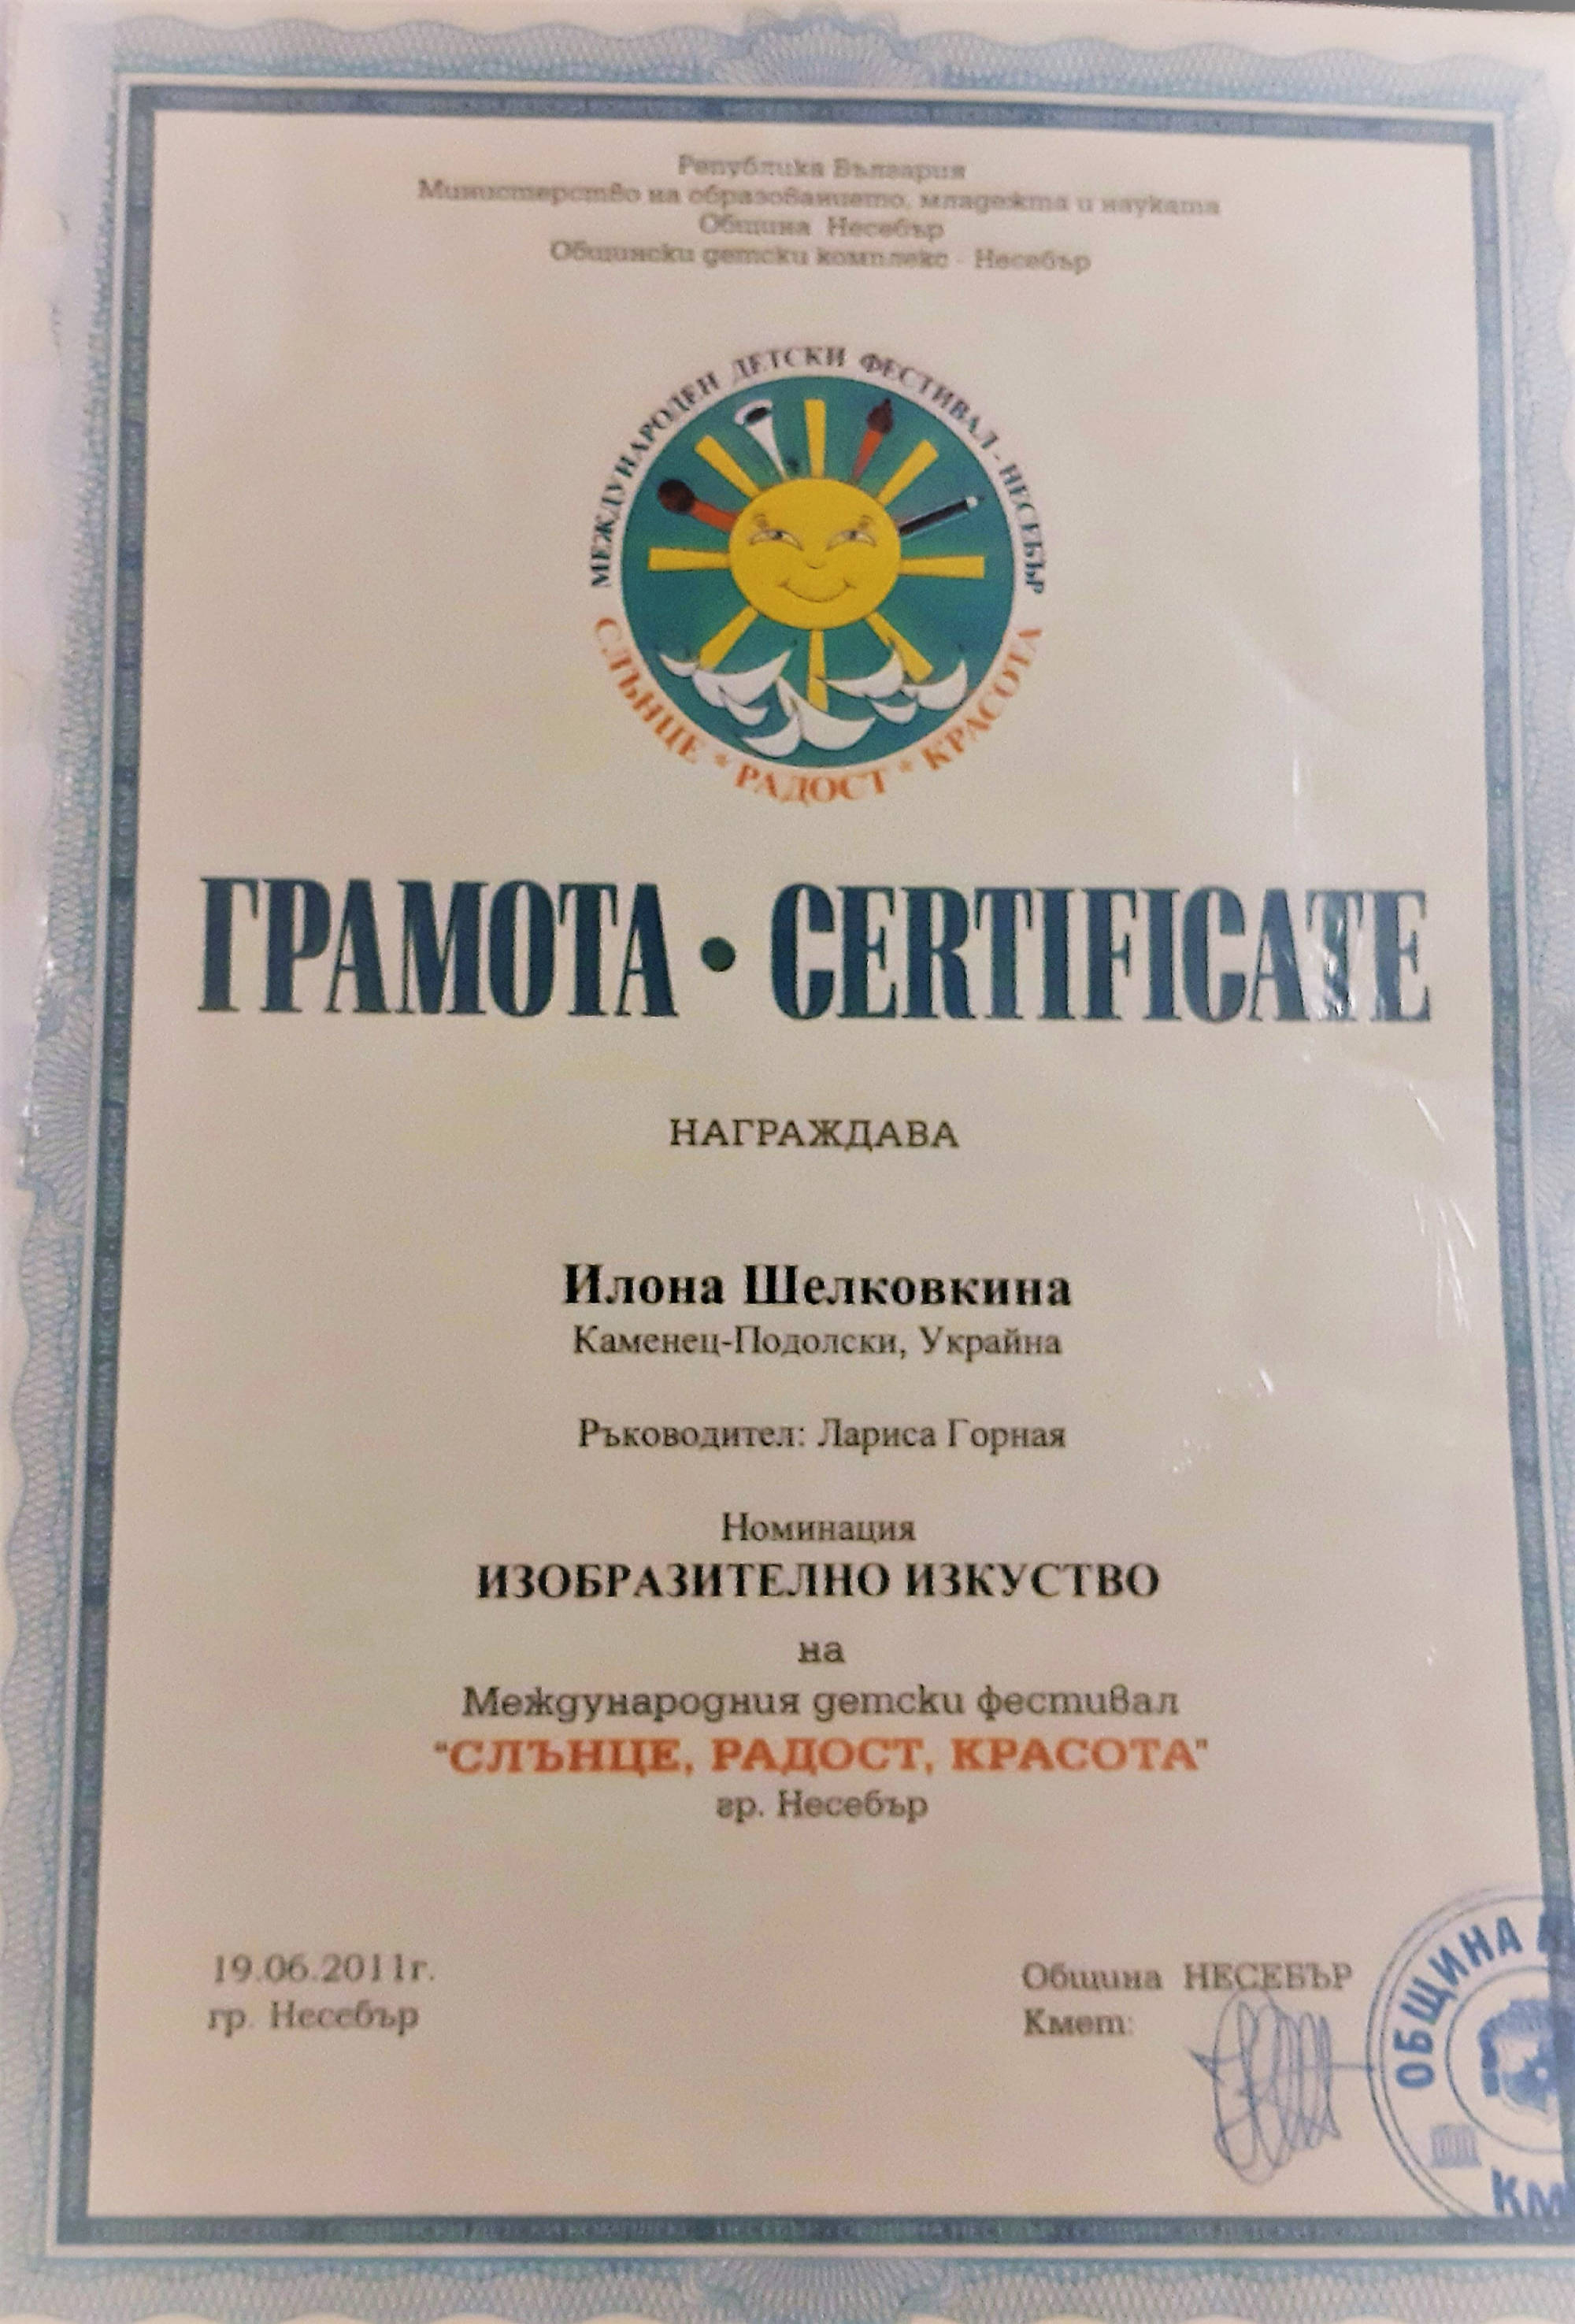 Република България
Министерство на образованието, младежта и науката
Община Несебър
Общински детски комплекс - Несебър
МЕЖДУНАРОДЕН ДЕТСКИ ФЕСТИВАЛ - НЕСЕБЪР
СЛЪНЦЕ * РАДОСТ * КРАСОТА
ГРАМОТА • CERTIFICATE
НАГРАЖДАВА
Илона Шелковкина
Каменец-Подолски, Украйна
Ръководител: Лариса Горная
Номинация
ИЗОБРАЗИТЕЛНО ИЗКУСТВО
на
Международния детски фестивал
"СЛЪНЦЕ, РАДОСТ, КРАСОТА"
гр. Несебър
19.06.2011г.
гр. Несебър
Община НЕСЕБЪР
Кмет:
ОБЩИНА
КМ